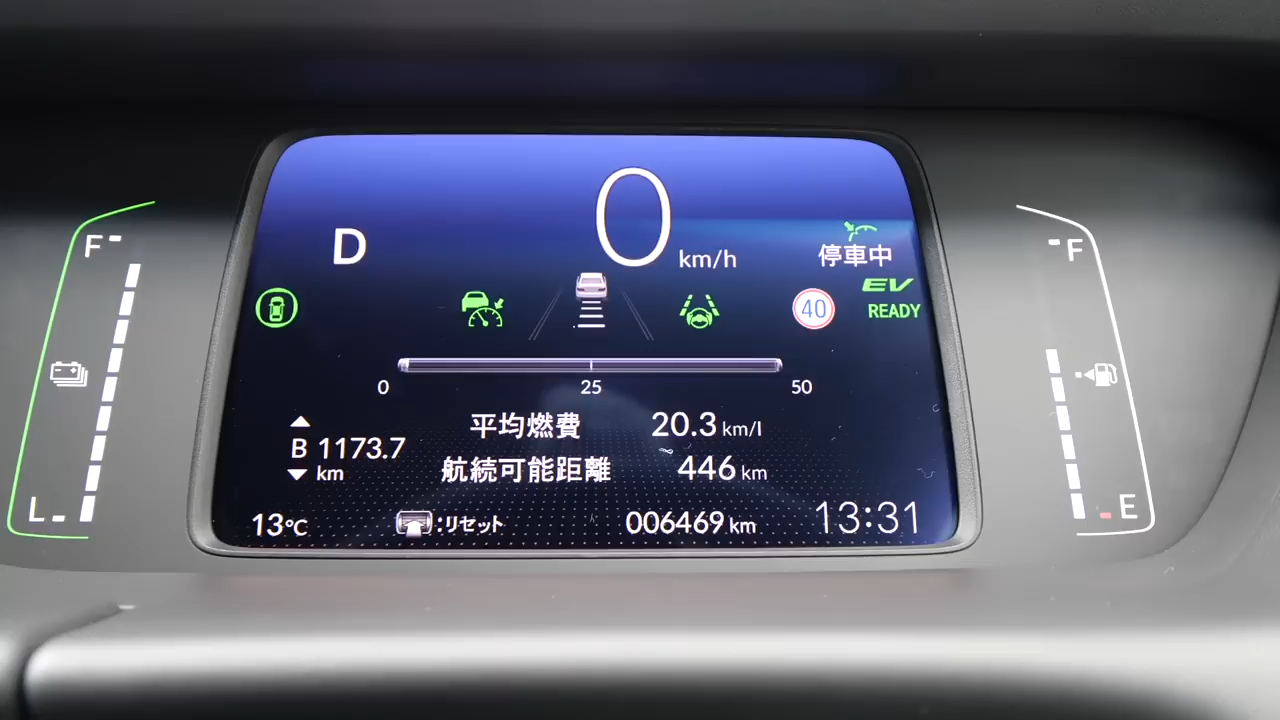 0 km/h
D
停車中
F
F
EV
40
READY
0 25 50
平均燃費 20.3 km/l
B 1173.7 km
航続可能距離 446 km
L
E
13℃
:リセット
006469 km
13:31